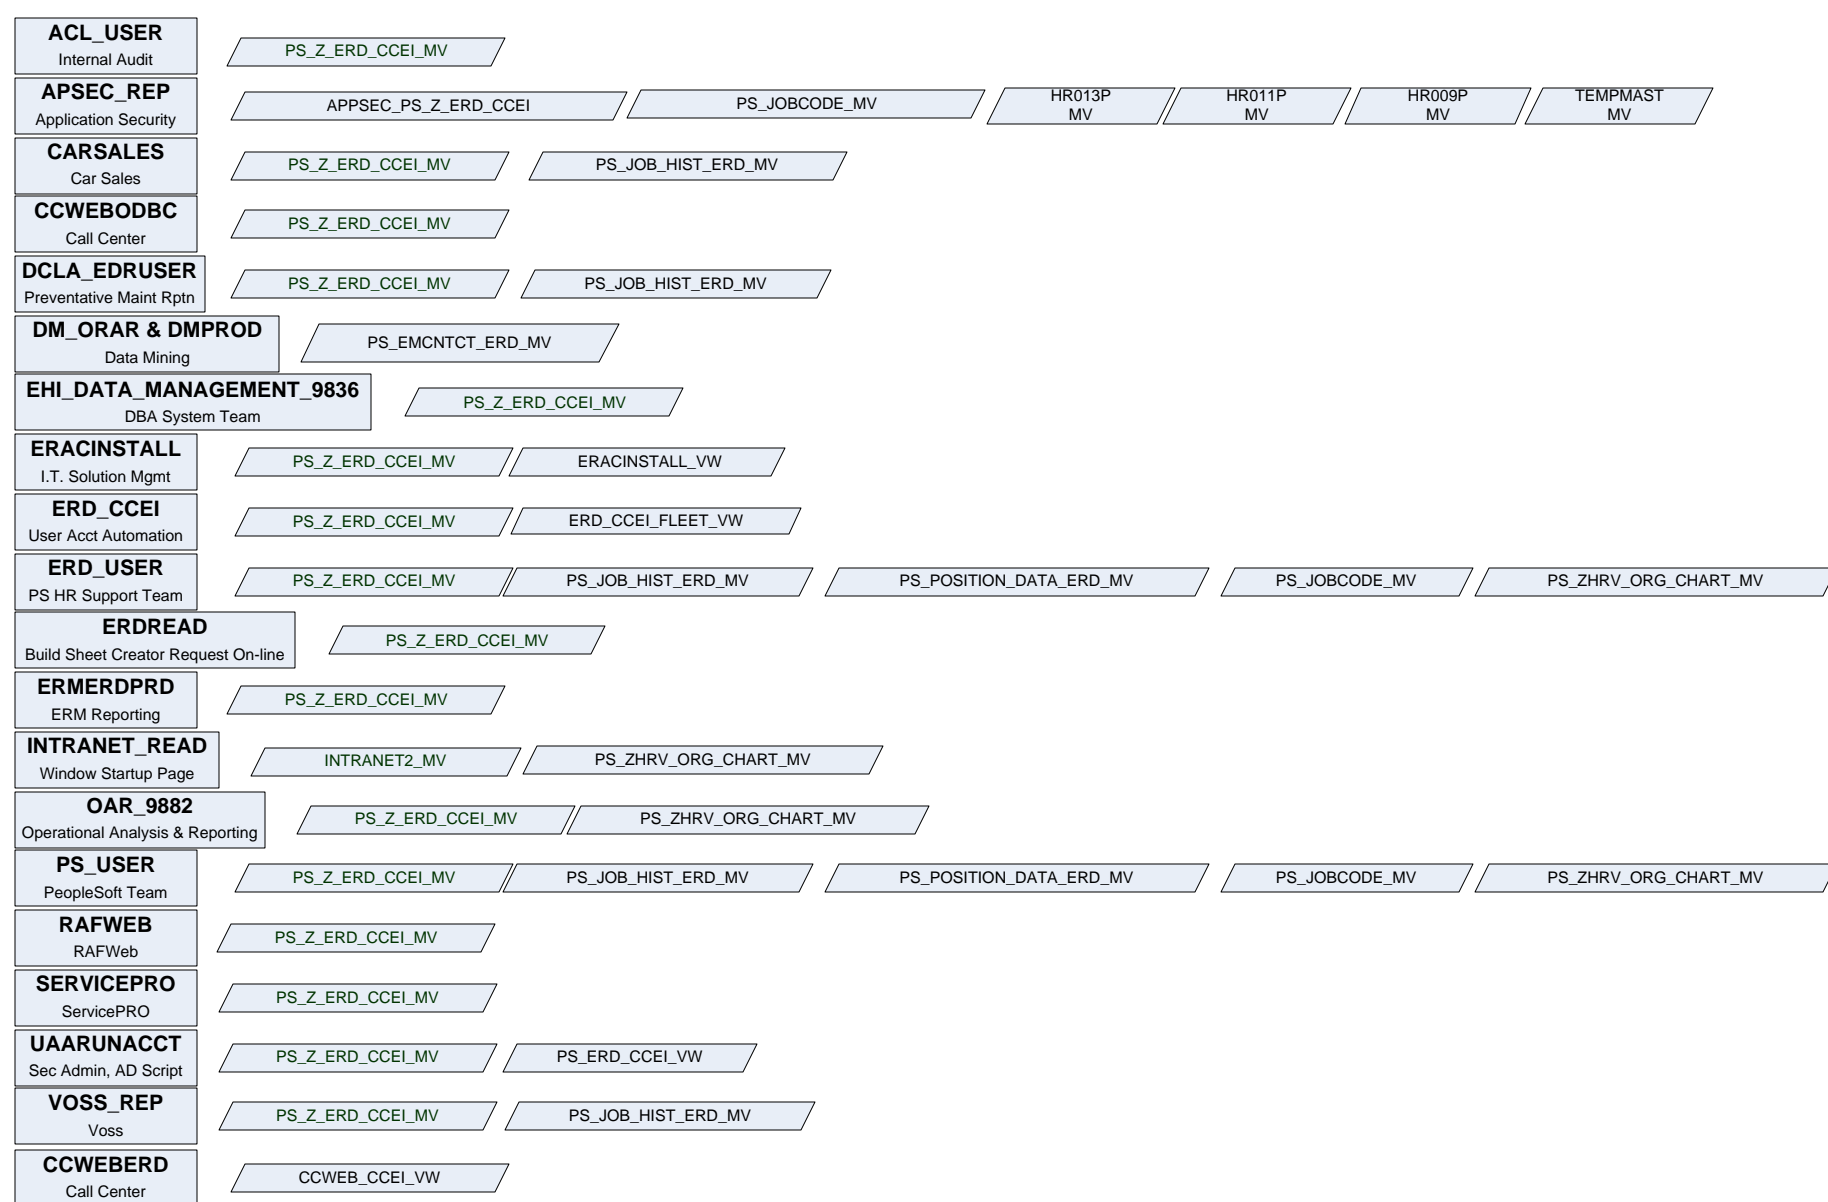 ACL_USER
Internal Audit
PS_Z_ERD_CCEI_MV
APSEC_REP
Application Security
APPSEC_PS_Z_ERD_CCEI
PS_JOBCODE_MV
HR013P
MV
HR011P
MV
HR009P
MV
TEMPMAST
MV
CARSALES
Car Sales
PS_Z_ERD_CCEI_MV
PS_JOB_HIST_ERD_MV
CCWEBODBC
Call Center
PS_Z_ERD_CCEI_MV
DCLA_EDRUSER
Preventative Maint Rptn
PS_Z_ERD_CCEI_MV
PS_JOB_HIST_ERD_MV
DM_ORAR & DMPROD
Data Mining
PS_EMCNTCT_ERD_MV
EHI_DATA_MANAGEMENT_9836
DBA System Team
PS_Z_ERD_CCEI_MV
ERACINSTALL
I.T. Solution Mgmt
PS_Z_ERD_CCEI_MV
ERACINSTALL_VW
ERD_CCEI
User Acct Automation
PS_Z_ERD_CCEI_MV
ERD_CCEI_FLEET_VW
ERD_USER
PS HR Support Team
PS_Z_ERD_CCEI_MV
PS_JOB_HIST_ERD_MV
PS_POSITION_DATA_ERD_MV
PS_JOBCODE_MV
PS_ZHRV_ORG_CHART_MV
ERDREAD
Build Sheet Creator Request On-line
PS_Z_ERD_CCEI_MV
ERMERDPRD
ERM Reporting
PS_Z_ERD_CCEI_MV
INTRANET_READ
Window Startup Page
INTRANET2_MV
PS_ZHRV_ORG_CHART_MV
OAR_9882
Operational Analysis & Reporting
PS_Z_ERD_CCEI_MV
PS_ZHRV_ORG_CHART_MV
PS_USER
PeopleSoft Team
PS_Z_ERD_CCEI_MV
PS_JOB_HIST_ERD_MV
PS_POSITION_DATA_ERD_MV
PS_JOBCODE_MV
PS_ZHRV_ORG_CHART_MV
RAFWEB
RAFWeb
PS_Z_ERD_CCEI_MV
SERVICEPRO
ServicePRO
PS_Z_ERD_CCEI_MV
UAARUNACCT
Sec Admin, AD Script
PS_Z_ERD_CCEI_MV
PS_ERD_CCEI_VW
VOSS_REP
Voss
PS_Z_ERD_CCEI_MV
PS_JOB_HIST_ERD_MV
CCWEBERD
Call Center
CCWEB_CCEI_VW